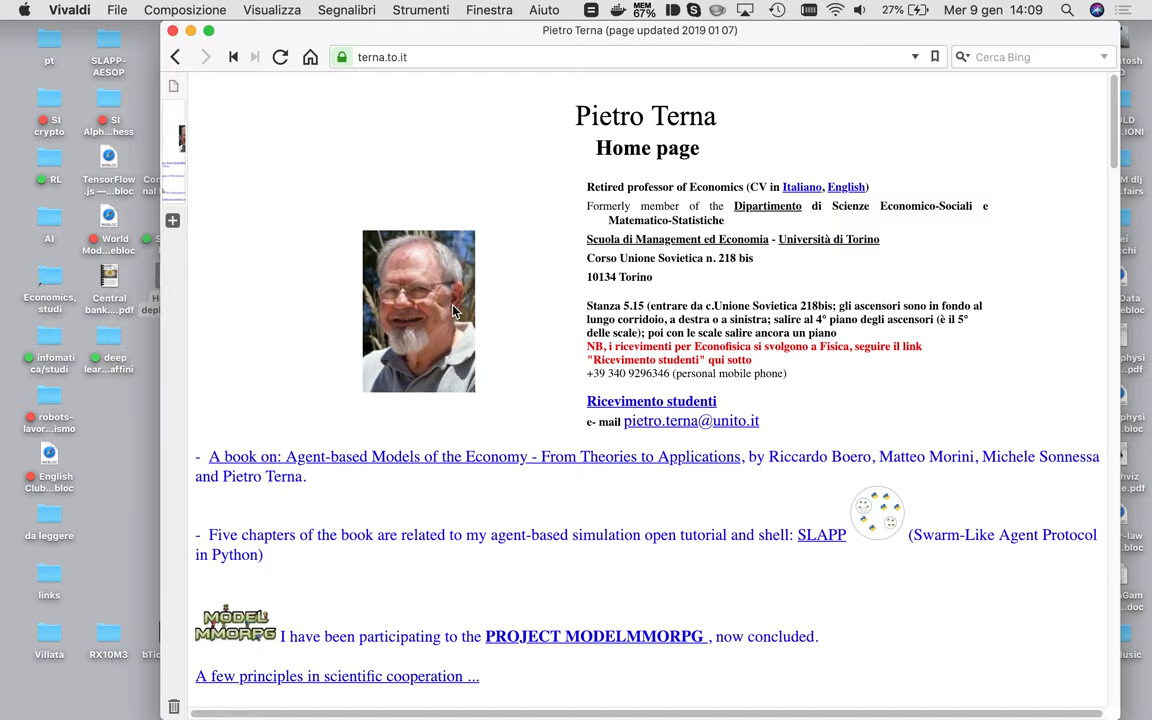 Vivaldi File Composizione Visualizza Segnalibri Strumenti Finestra Aiuto MEM 67% 27% Mer 9 gen 14:09
Pietro Terna (page updated 2019 01 07)
terna.to.it
Cerca Bing
pt
SLAPP-AESOP
SI crypto
SI Alph...hess
RL
TensorFlow .js —...bloc
AI
World Mod...ebloc
Economics, studi
Central bank....pdf
infomati ca/studi
deep lear...affini
robots-lavor...ismo
English Club...bloc
da leggere
links
Villata
RX10M3
Pietro Terna
Home page
Retired professor of Economics (CV in Italiano, English)
Formerly member of the Dipartimento di Scienze Economico-Sociali e
Matematico-Statistiche
Scuola di Management ed Economia - Università di Torino
Corso Unione Sovietica n. 218 bis
10134 Torino
Stanza 5.15 (entrare da c.Unione Sovietica 218bis; gli ascensori sono in fondo al
lungo corridoio, a destra o a sinistra; salire al 4° piano degli ascensori (è il 5°
delle scale); poi con le scale salire ancora un piano
NB, i ricevimenti per Econofisica si svolgono a Fisica, seguire il link
"Ricevimento studenti" qui sotto
+39 340 9296346 (personal mobile phone)
Ricevimento studenti
e- mail pietro.terna@unito.it
- A book on: Agent-based Models of the Economy - From Theories to Applications, by Riccardo Boero, Matteo Morini, Michele Sonnessa
and Pietro Terna.
- Five chapters of the book are related to my agent-based simulation open tutorial and shell: SLAPP (Swarm-Like Agent Protocol
in Python)
MODEL MMORPG I have been participating to the PROJECT MODELMMORPG , now concluded.
A few principles in scientific cooperation ...